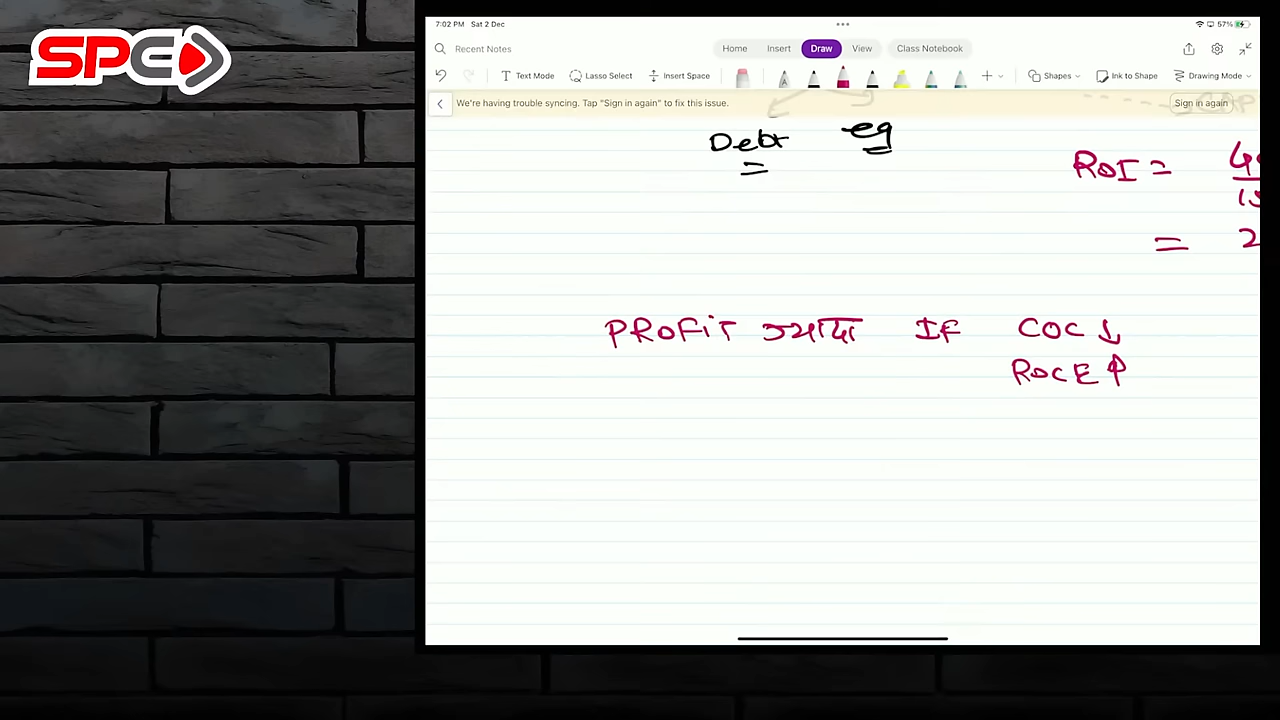 SPE
7:02 PM Sat 2 Dec
57%
Recent Notes
Home Insert Draw View Class Notebook
Text Mode Lasso Select Insert Space Shapes Ink to Shape Drawing Mode
We're having trouble syncing. Tap "Sign in again" to fix this issue. Sign in again
Debt eq
ROI =
=
PROFIT ज्यादा IF COC ↓
ROCE ↑